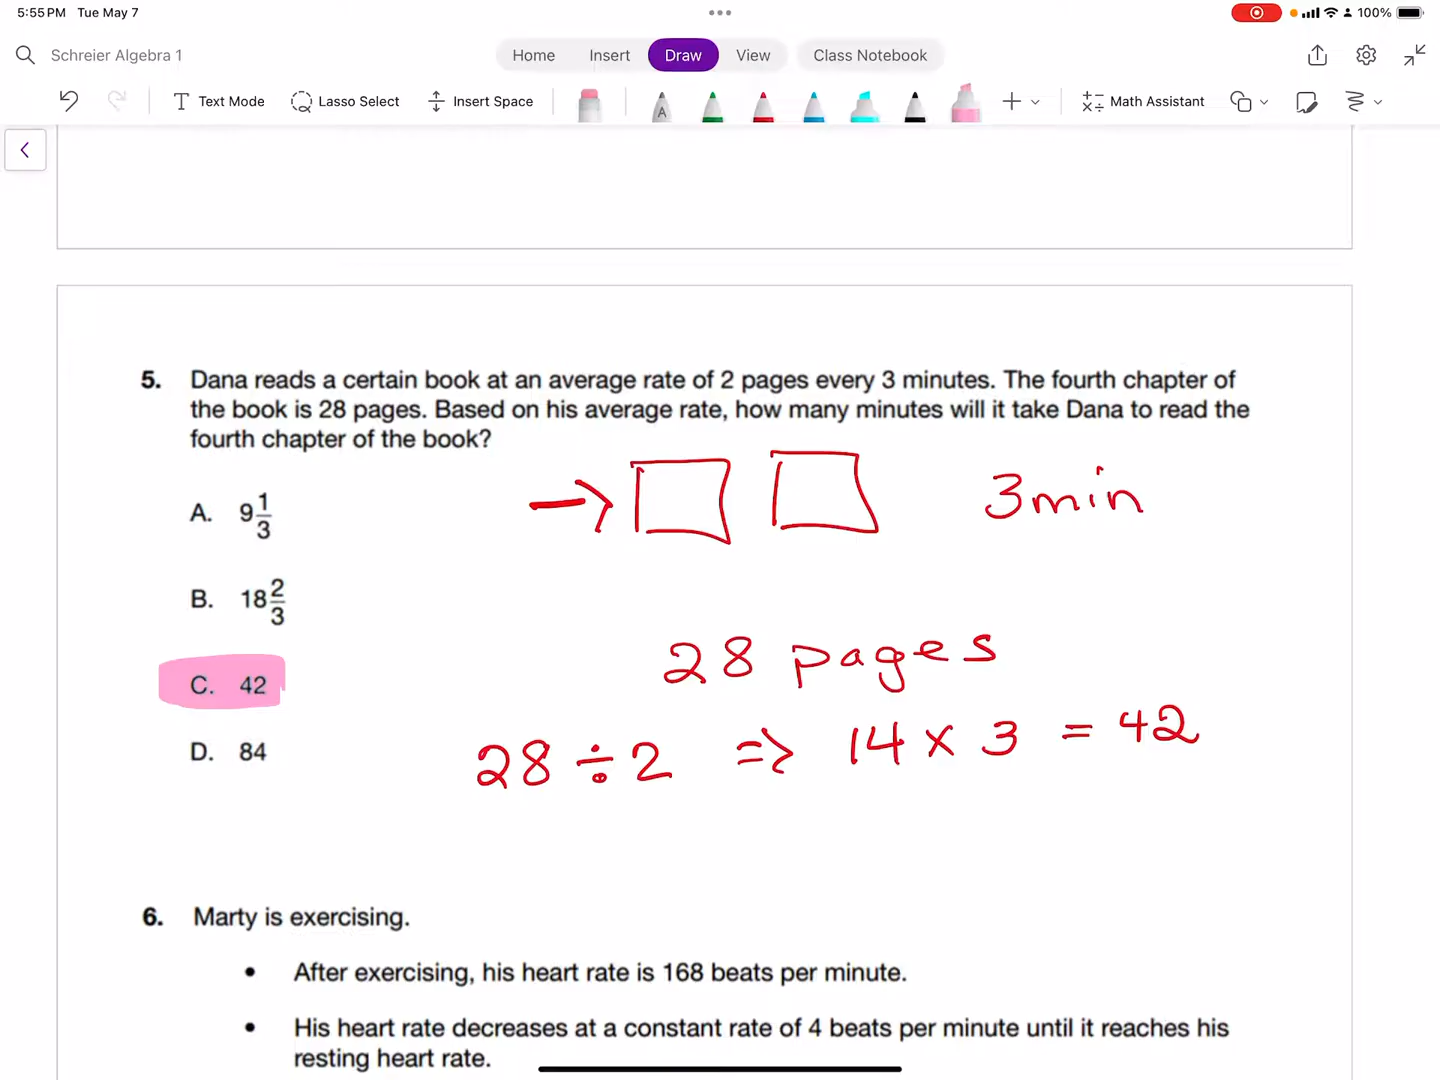 5:55 PM Tue May 7
100%
Schreier Algebra 1
Home Insert Draw View Class Notebook
Text Mode Lasso Select Insert Space
A
Math Assistant
5. Dana reads a certain book at an average rate of 2 pages every 3 minutes. The fourth chapter of
the book is 28 pages. Based on his average rate, how many minutes will it take Dana to read the
fourth chapter of the book?
3 min
A. 9 1/3
B. 18 2/3
28 pages
C. 42
28 ÷ 2 => 14 x 3 = 42
D. 84
6. Marty is exercising.
• After exercising, his heart rate is 168 beats per minute.
• His heart rate decreases at a constant rate of 4 beats per minute until it reaches his
resting heart rate.